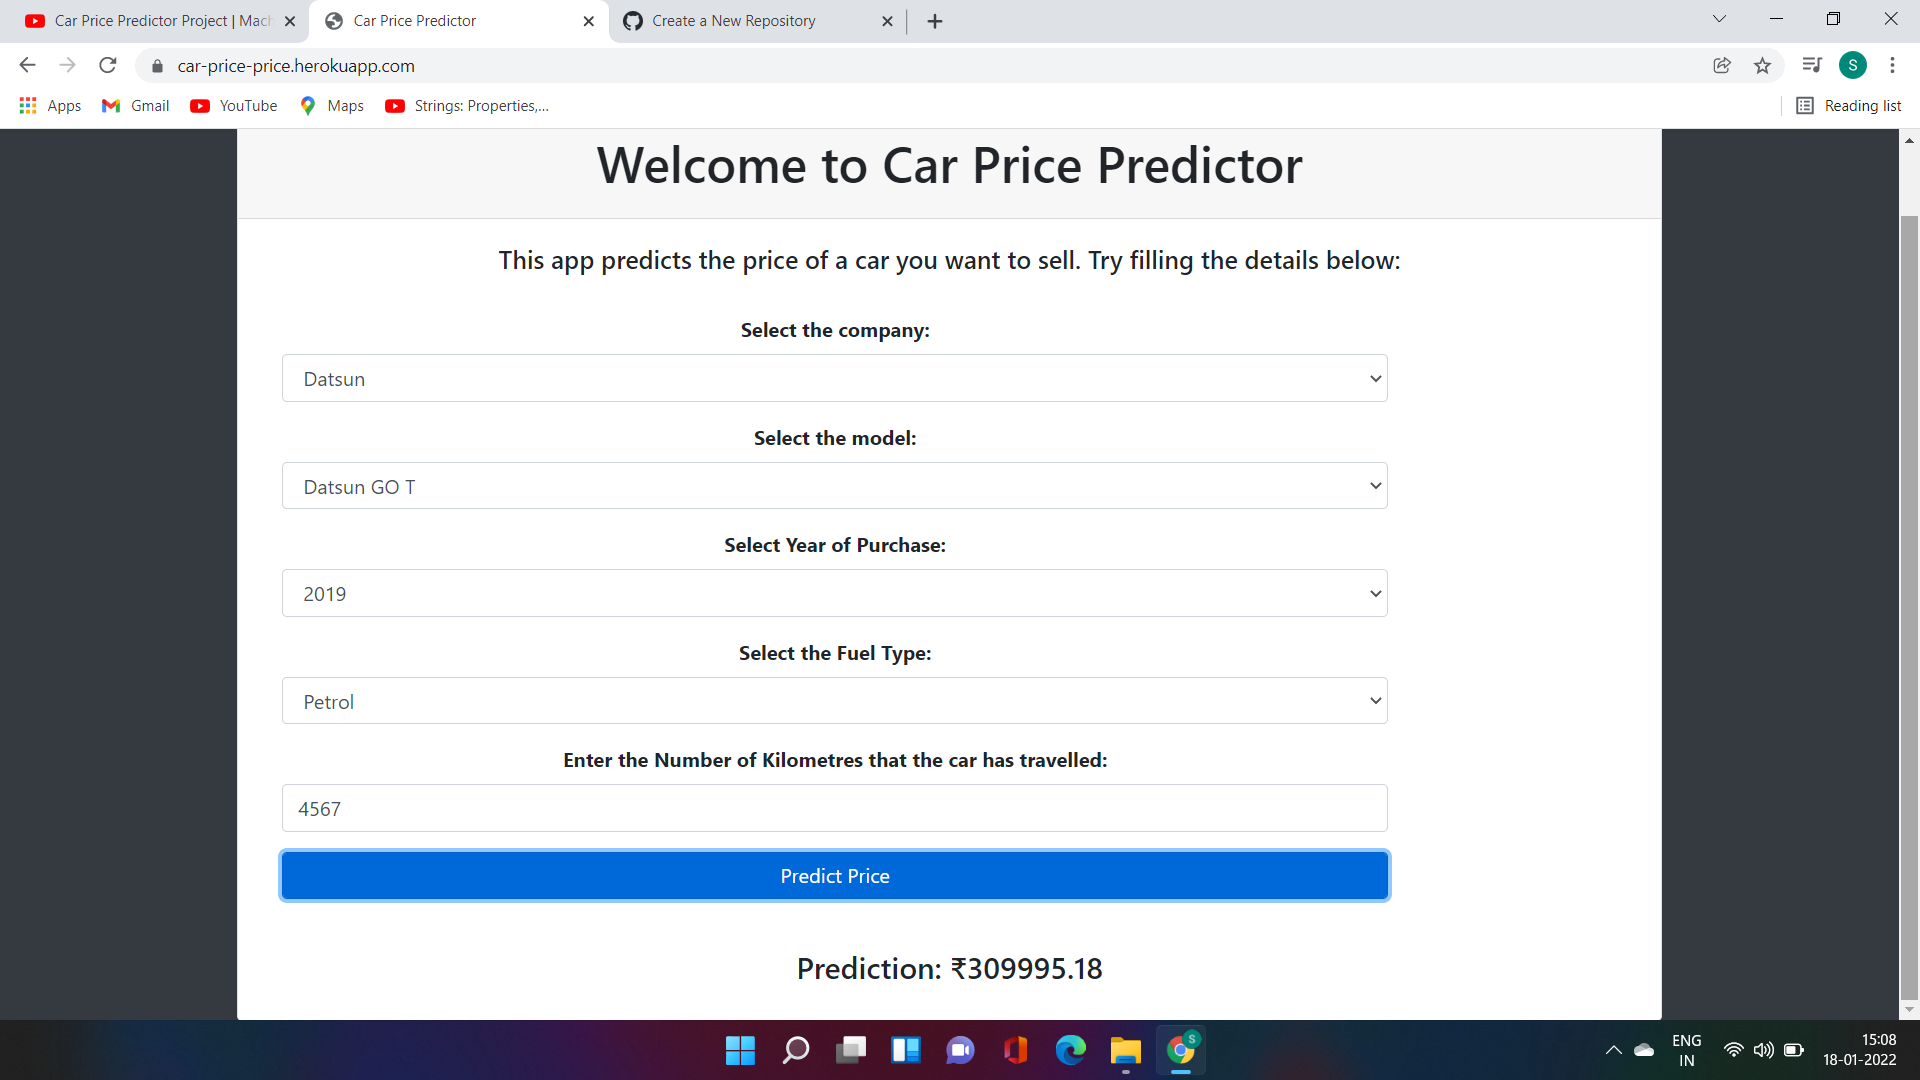 Car Price Predictor Project | Mach
Car Price Predictor
Create a New Repository
car-price-price.herokuapp.com
S
Apps
Gmail
YouTube
Maps
Strings: Properties,...
Reading list
Welcome to Car Price Predictor
This app predicts the price of a car you want to sell. Try filling the details below:
Select the company:
Datsun
Select the model:
Datsun GO T
Select Year of Purchase:
2019
Select the Fuel Type:
Petrol
Enter the Number of Kilometres that the car has travelled:
4567
Predict Price
Prediction: ₹309995.18
S
ENG
IN
15:08
18-01-2022